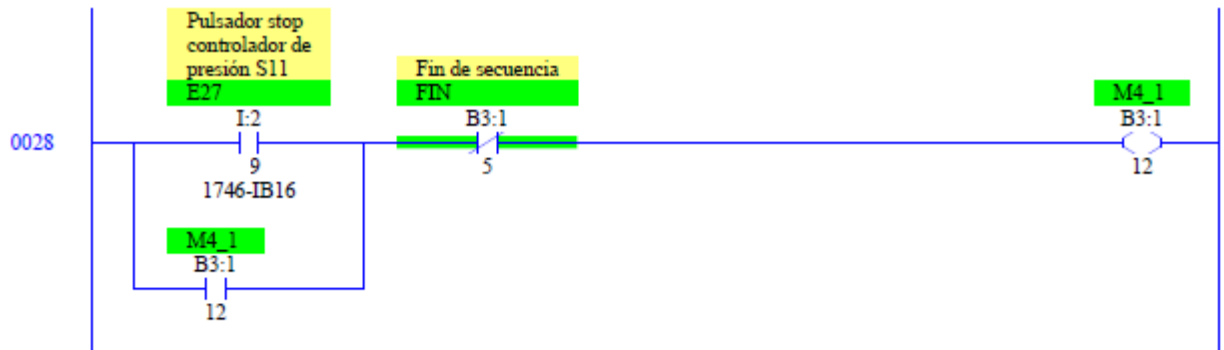 Pulsador stop
controlador de
presión S11
E27
I:2
9
1746-IB16
Fin de secuencia
FIN
B3:1
5
M4_1
B3:1
12
0028
M4_1
B3:1
12